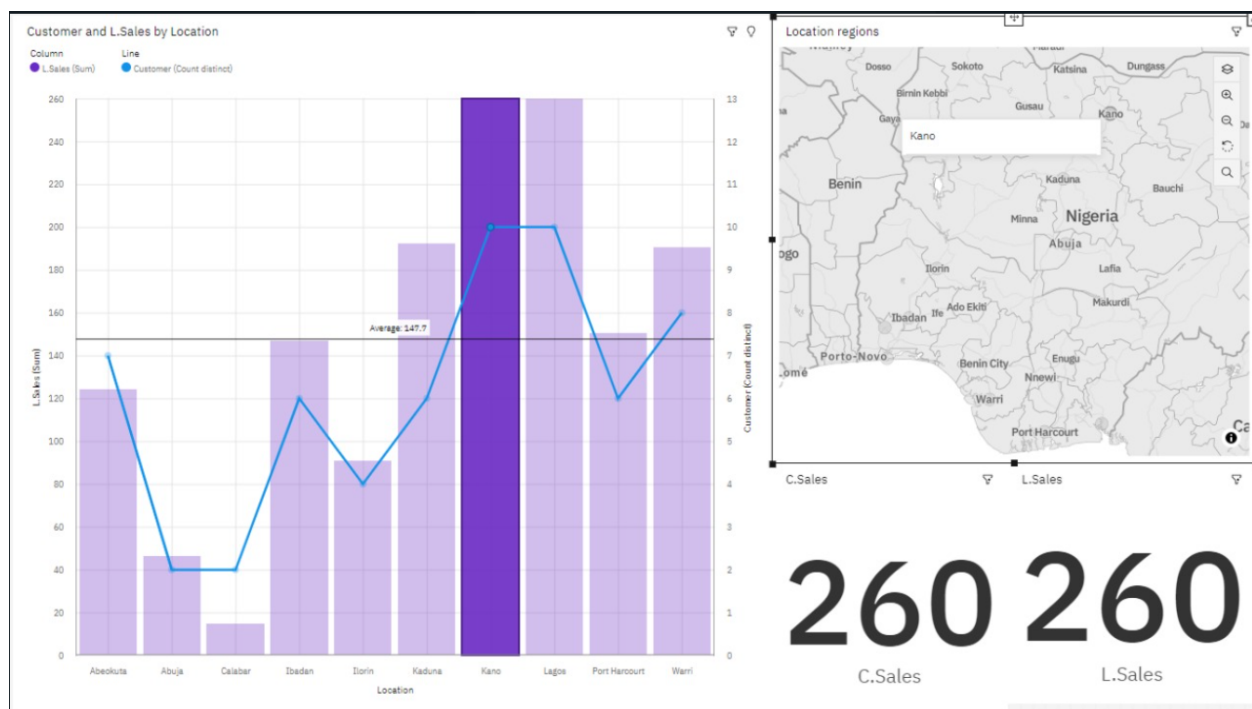 Customer and L.Sales by Location
Column
Line
L.Sales (Sum)
Customer (Count distinct)
260
240
220
200
180
160
140
120
100
80
60
40
20
0
L.Sales (Sum)
Average: 147.7
13
12
11
10
9
8
7
6
5
4
3
2
1
0
Customer (Count distinct)
Abeokuta Abuja Calabar Ibadan Ilorin Kaduna Kano Lagos Port Harcourt Warri
Location
Location regions
Dosso
Sokoto
Katsina
Dungass
Birnin Kebbi
Gusau
Gaya
Kano
Kano
Kaduna
Benin
Bauchi
Minna
Nigeria
Abuja
Ilorin
Lafia
Makurdi
Ado Ekiti
Ibadan
Ife
Porto-Novo
Benin City
Enugu
Nnewi
Warri
Port Harcourt
C.Sales
L.Sales
260
260
C.Sales
L.Sales